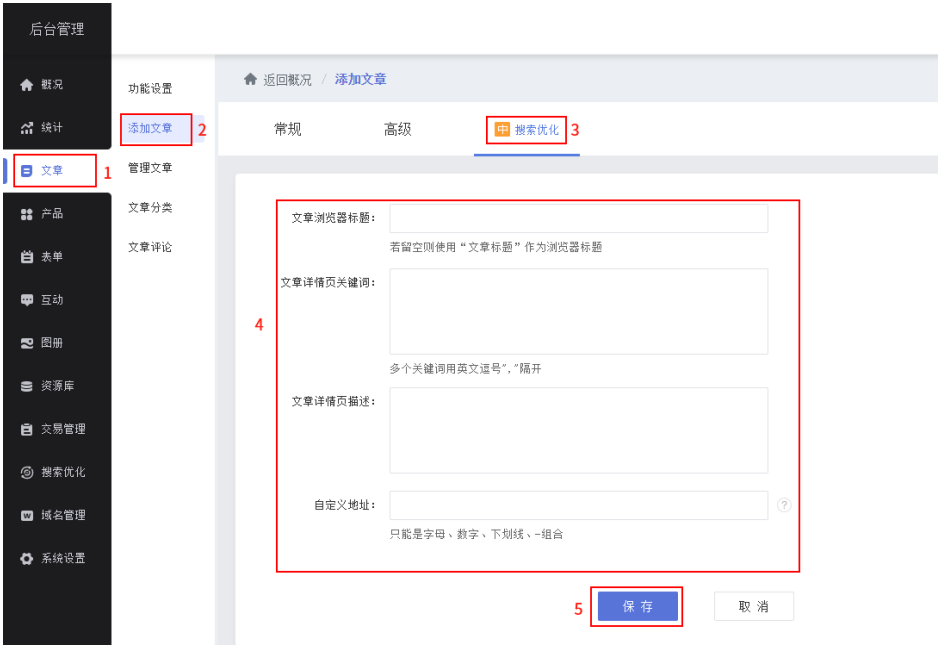 后台管理
概况
统计
文章
1
产品
表单
互动
图册
资源库
交易管理
搜索优化
域名管理
系统设置
功能设置
添加文章
2
管理文章
文章分类
文章评论
返回概况 / 添加文章
常规
高级
中 搜索优化
3
4
文章浏览器标题:
若留空则使用“文章标题”作为浏览器标题
文章详情页关键词:
多个关键词用英文逗号","隔开
文章详情页描述:
自定义地址:
?
只能是字母、数字、下划线、-组合
5
保存
取消